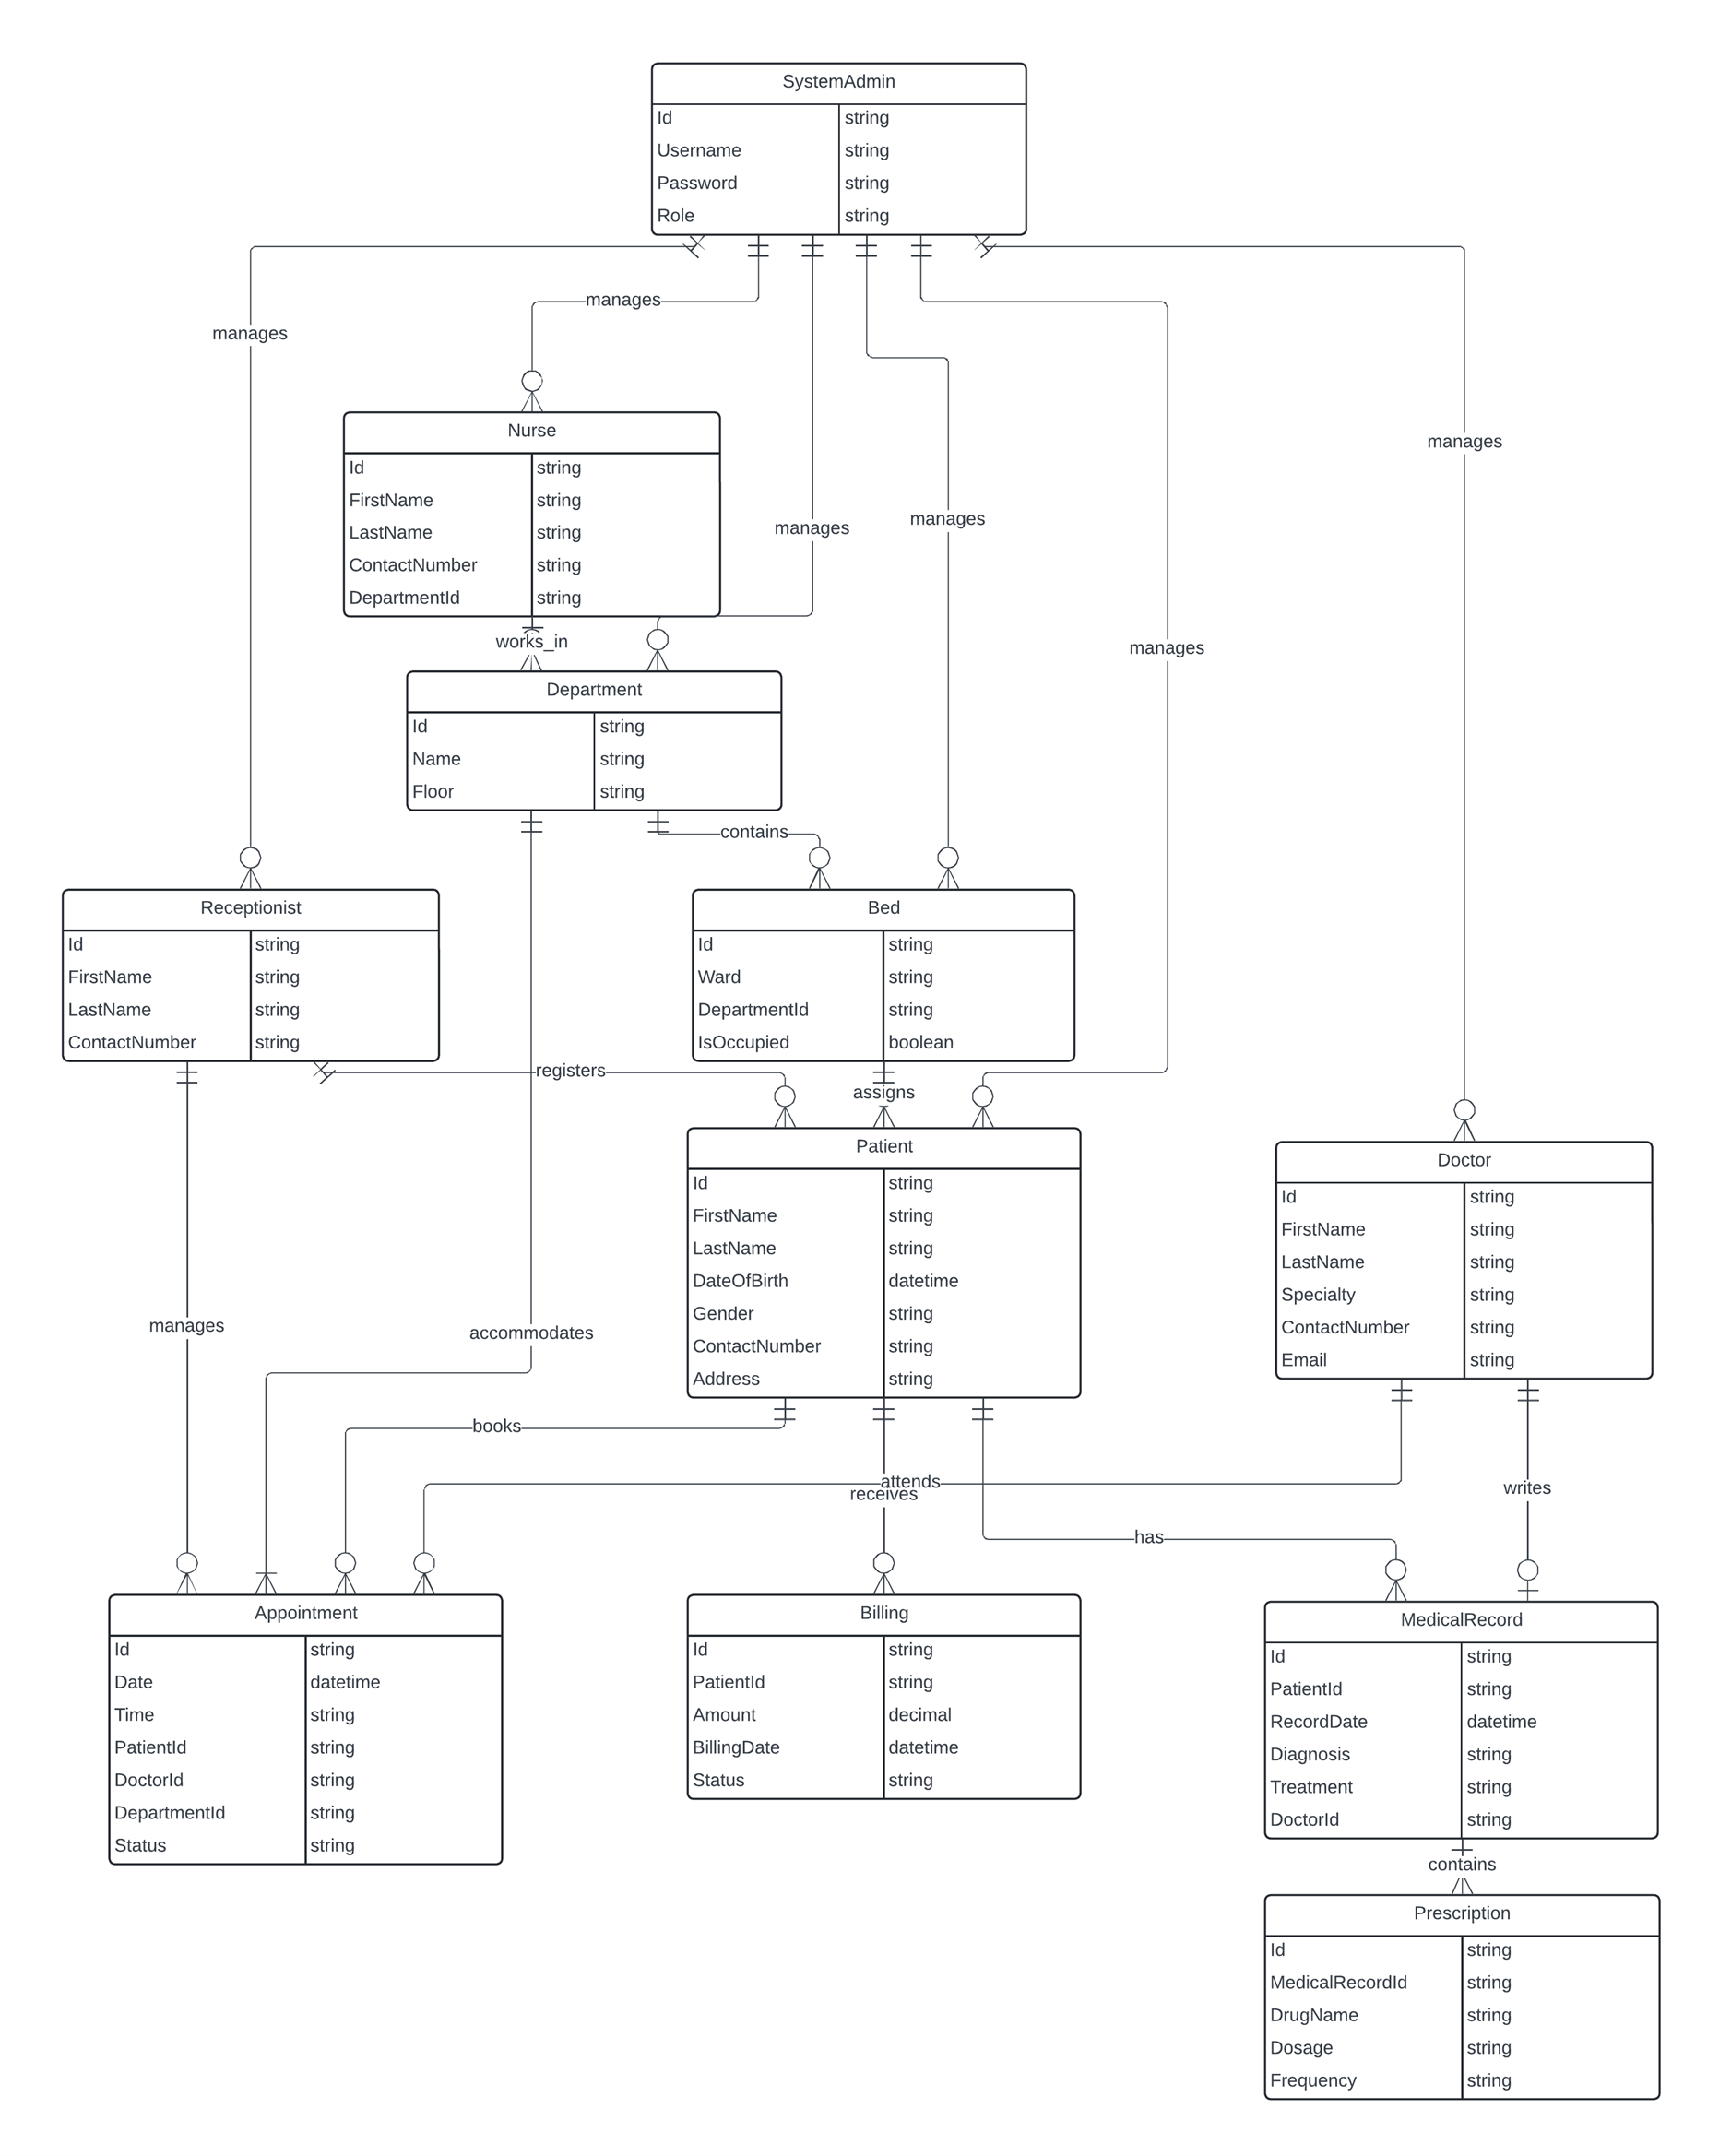 SystemAdmin
Id string
Username string
Password string
Role string
manages
manages
manages
manages
manages
manages
Nurse
Id string
FirstName string
LastName string
ContactNumber string
DepartmentId string
works_in
Department
Id string
Name string
Floor string
contains
Receptionist
Id string
FirstName string
LastName string
ContactNumber string
Bed
Id string
Ward string
DepartmentId string
IsOccupied boolean
registers
assigns
Patient
Id string
FirstName string
LastName string
DateOfBirth datetime
Gender string
ContactNumber string
Address string
Doctor
Id string
FirstName string
LastName string
Specialty string
ContactNumber string
Email string
manages
accommodates
books
attends
receives
writes
has
Appointment
Id string
Date datetime
Time string
PatientId string
DoctorId string
DepartmentId string
Status string
Billing
Id string
PatientId string
Amount decimal
BillingDate datetime
Status string
MedicalRecord
Id string
PatientId string
RecordDate datetime
Diagnosis string
Treatment string
DoctorId string
contains
Prescription
Id string
MedicalRecordId string
DrugName string
Dosage string
Frequency string